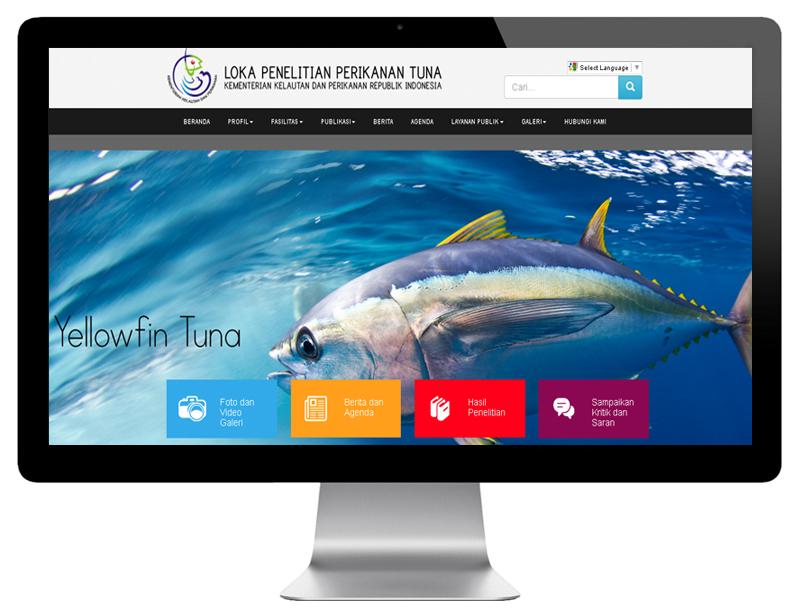 LOKA PENELITIAN PERIKANAN TUNA
KEMENTERIAN KELAUTAN DAN PERIKANAN REPUBLIK INDONESIA
Select Language
Cari...
BERANDA PROFIL FASILITAS PUBLIKASI BERITA AGENDA LAYANAN PUBLIK GALERI HUBUNGI KAMI
Yellowfin Tuna
Foto dan
Video
Galeri
Berita dan
Agenda
Hasil
Penelitian
Sampaikan
Kritik dan
Saran